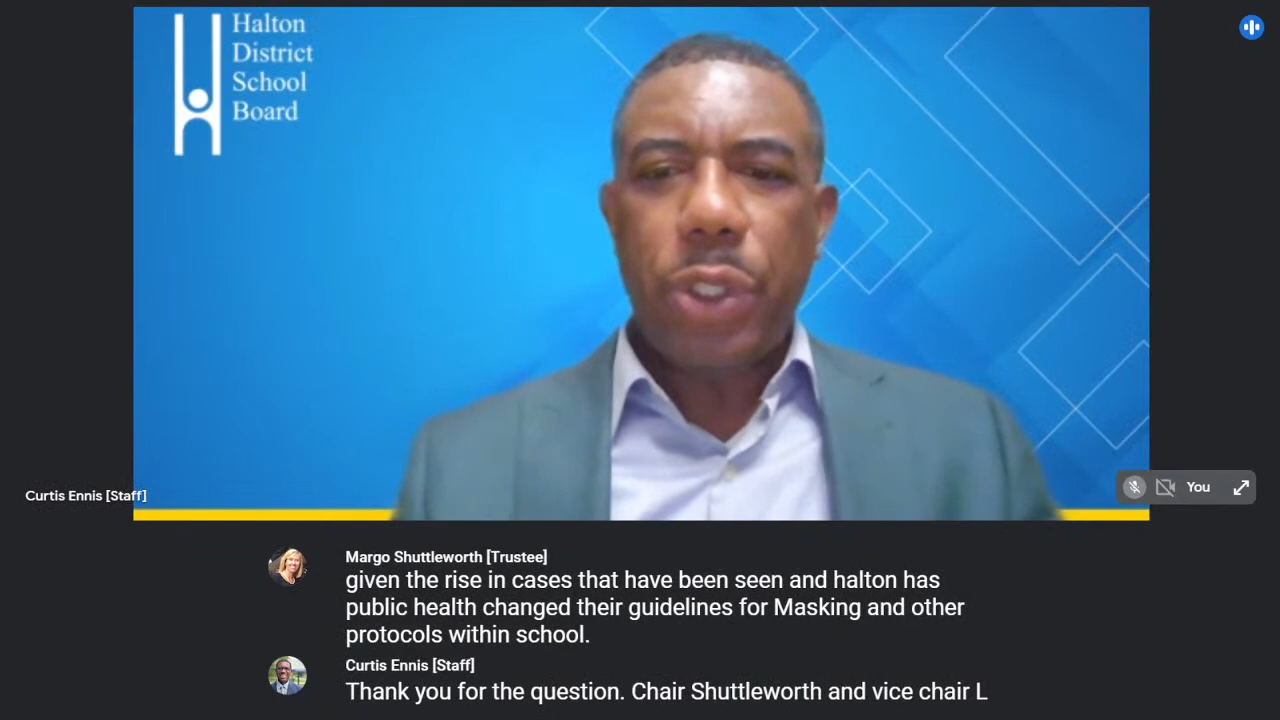 Halton
District
School
Board
Curtis Ennis [Staff]
You
Margo Shuttleworth [Trustee]
given the rise in cases that have been seen and halton has
public health changed their guidelines for Masking and other
protocols within school.
Curtis Ennis [Staff]
Thank you for the question. Chair Shuttleworth and vice chair L